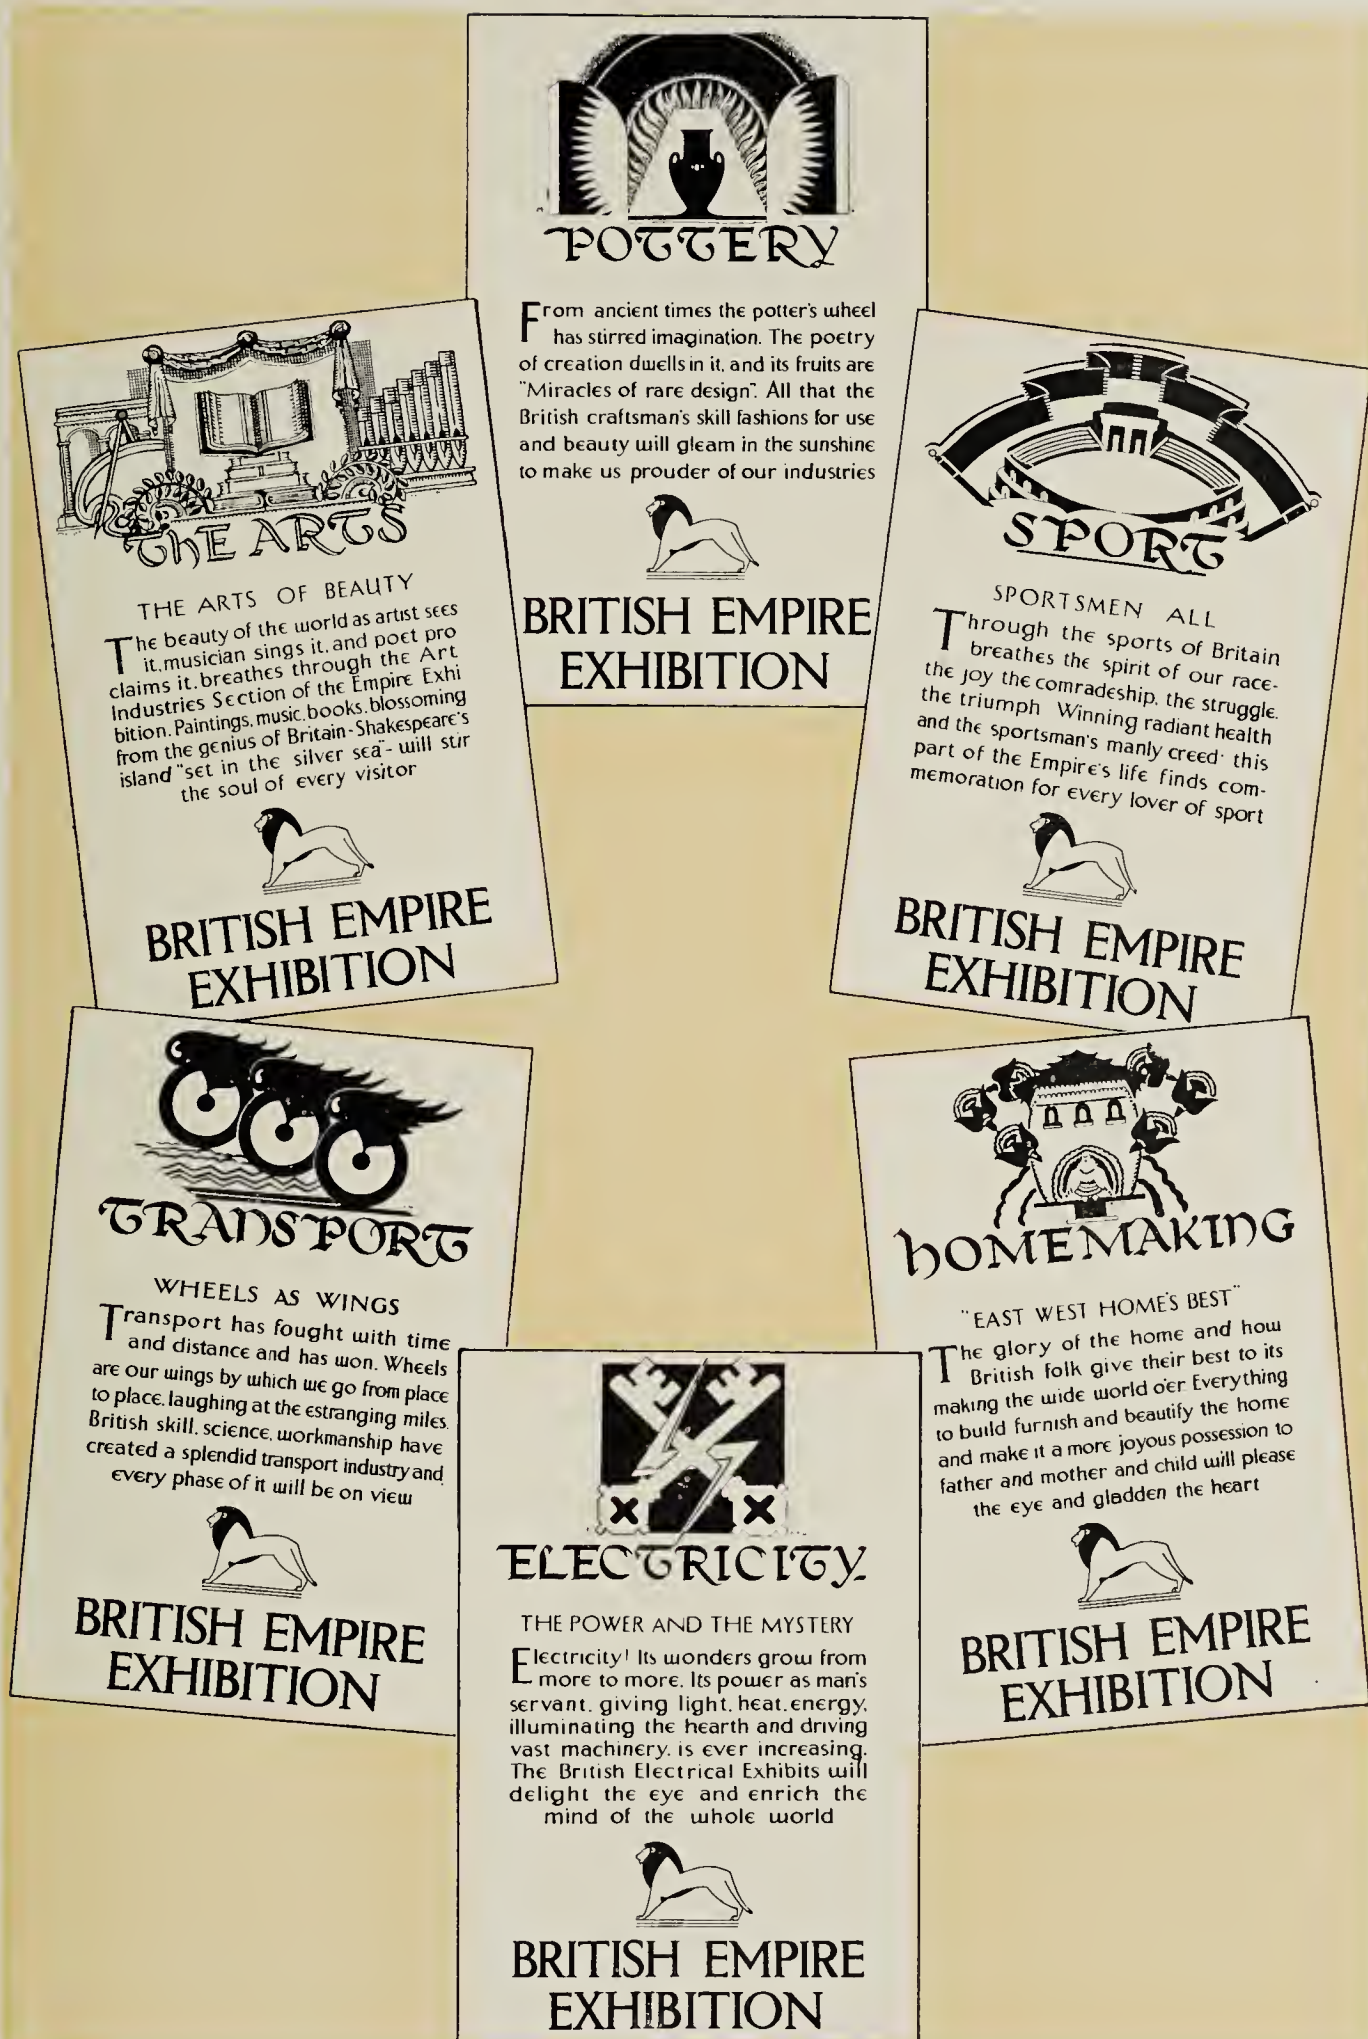 POTTERY
From ancient times the potter's wheel
has stirred imagination. The poetry
of creation dwells in it, and its fruits are
"Miracles of rare design". All that the
British craftsman's skill fashions for use
and beauty will gleam in the sunshine
to make us prouder of our industries
BRITISH EMPIRE
EXHIBITION
THE ARTS
THE ARTS OF BEAUTY
The beauty of the world as artist sees
it, musician sings it, and poet pro
claims it, breathes through the Art
Industries Section of the Empire Exhi
bition. Paintings, music, books, blossoming
from the genius of Britain - Shakespeare's
island "set in the silver sea" - will stir
the soul of every visitor
BRITISH EMPIRE
EXHIBITION
SPORT
SPORTSMEN ALL
Through the sports of Britain
breathes the spirit of our race-
the joy the comradeship, the struggle,
the triumph Winning radiant health
and the sportsman's manly creed· this
part of the Empire's life finds com-
memoration for every lover of sport
BRITISH EMPIRE
EXHIBITION
TRANSPORT
WHEELS AS WINGS
Transport has fought with time
and distance and has won. Wheels
are our wings by which we go from place
to place, laughing at the estranging miles.
British skill, science, workmanship have
created a splendid transport industry and
every phase of it will be on view
BRITISH EMPIRE
EXHIBITION
HOMEMAKING
"EAST WEST HOME'S BEST"
The glory of the home and how
British folk give their best to its
making the wide world o'er Everything
to build furnish and beautify the home
and make it a more joyous possession to
father and mother and child will please
the eye and gladden the heart
BRITISH EMPIRE
EXHIBITION
ELECTRICITY
THE POWER AND THE MYSTERY
Electricity! Its wonders grow from
more to more. Its power as man's
servant, giving light, heat, energy,
illuminating the hearth and driving
vast machinery, is ever increasing.
The British Electrical Exhibits will
delight the eye and enrich the
mind of the whole world
BRITISH EMPIRE
EXHIBITION